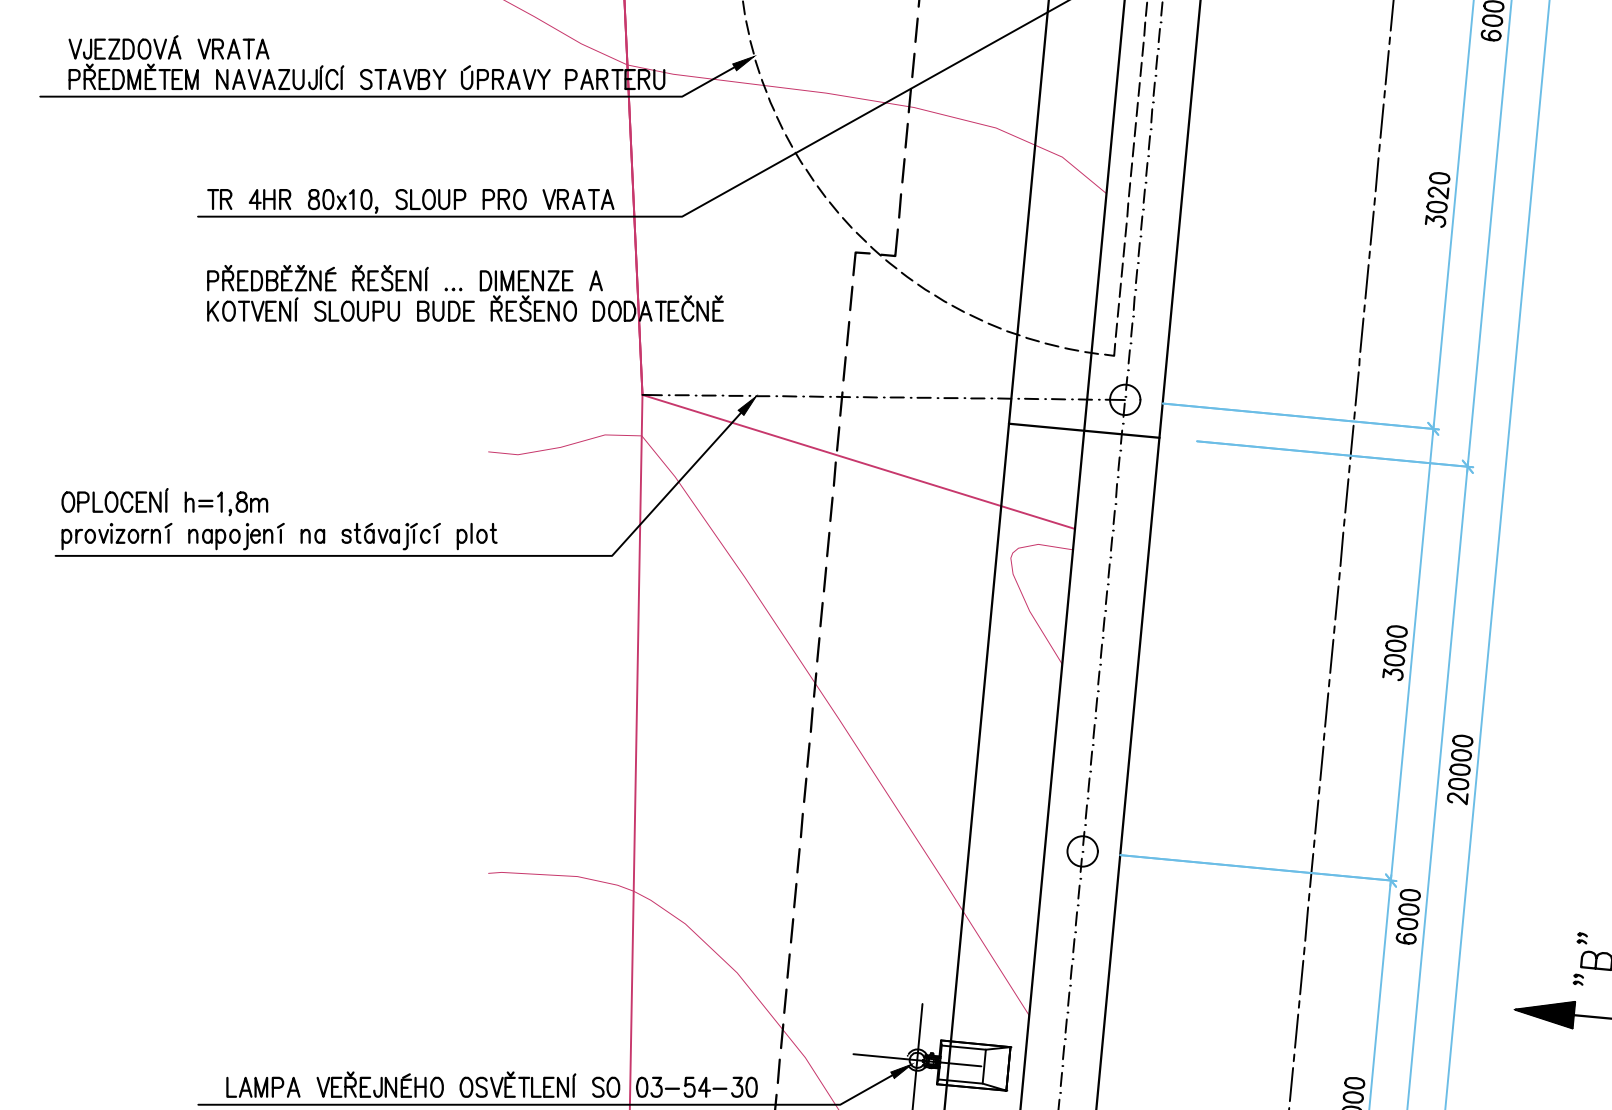 VJEZDOVÁ VRATA
PŘEDMĚTEM NAVAZUJÍCÍ STAVBY ÚPRAVY PARTERU
TR 4HR 80x10, SLOUP PRO VRATA
PŘEDBĚŽNÉ ŘEŠENÍ ... DIMENZE A
KOTVENÍ SLOUPU BUDE ŘEŠENO DODATEČNĚ
OPLOCENÍ h=1,8m
provizorní napojení na stávající plot
LAMPA VEŘEJNÉHO OSVĚTLENÍ SO 03-54-30
3020
3000
20000
6000
"B"